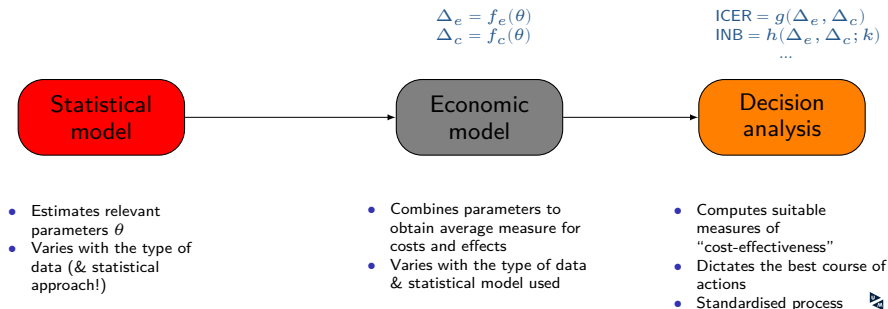 Δe = fe(θ)
Δc = fc(θ)
ICER = g(Δe, Δc)
INB = h(Δe, Δc; k)
...
Statistical
model
Economic
model
Decision
analysis
• Estimates relevant
parameters θ
• Varies with the type of
data (& statistical
approach!)
• Combines parameters to
obtain average measure for
costs and effects
• Varies with the type of data
& statistical model used
• Computes suitable
measures of
“cost-effectiveness”
• Dictates the best course of
actions
• Standardised process